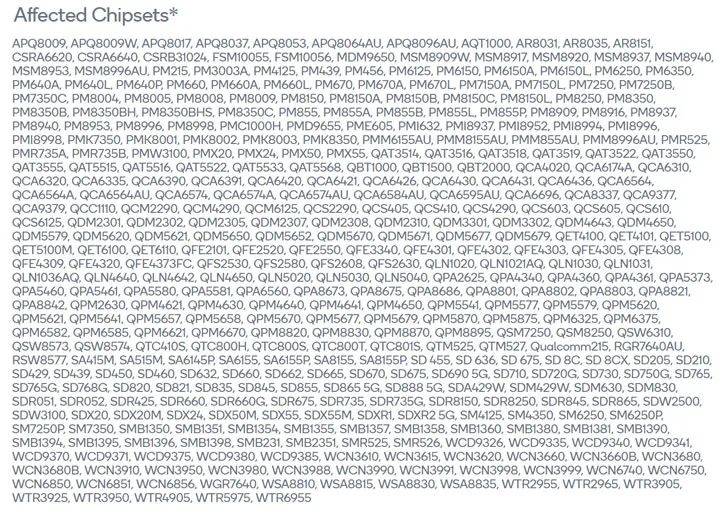 Affected Chipsets*
APQ8009, APQ8009W, APQ8017, APQ8037, APQ8053, APQ8064AU, APQ8096AU, AQT1000, AR8031, AR8035, AR8151,
CSRA6620, CSRA6640, CSRB31024, FSM10055, FSM10056, MDM9650, MSM8909W, MSM8917, MSM8920, MSM8937, MSM8940,
MSM8953, MSM8996AU, PM215, PM3003A, PM4125, PM439, PM456, PM6125, PM6150, PM6150A, PM6150L, PM6250, PM6350,
PM640A, PM640L, PM640P, PM660, PM660A, PM660L, PM670, PM670A, PM670L, PM7150A, PM7150L, PM7250, PM7250B,
PM7350C, PM8004, PM8005, PM8008, PM8009, PM8150, PM8150A, PM8150B, PM8150C, PM8150L, PM8250, PM8350,
PM8350B, PM8350BH, PM8350BHS, PM8350C, PM855, PM855A, PM855B, PM855L, PM855P, PM8909, PM8916, PM8937,
PM8940, PM8953, PM8996, PM8998, PMC1000H, PMD9655, PME605, PMI632, PMI8937, PMI8952, PMI8994, PMI8996,
PMI8998, PMK7350, PMK8001, PMK8002, PMK8003, PMK8350, PMM6155AU, PMM8155AU, PMM855AU, PMM8996AU, PMR525,
PMR735A, PMR735B, PMW3100, PMX20, PMX24, PMX50, PMX55, QAT3514, QAT3516, QAT3518, QAT3519, QAT3522, QAT3550,
QAT3555, QAT5515, QAT5516, QAT5522, QAT5533, QAT5568, QBT1000, QBT1500, QBT2000, QCA4020, QCA6174A, QCA6310,
QCA6320, QCA6335, QCA6390, QCA6391, QCA6420, QCA6421, QCA6426, QCA6430, QCA6431, QCA6436, QCA6564,
QCA6564A, QCA6564AU, QCA6574, QCA6574A, QCA6574AU, QCA6584AU, QCA6595AU, QCA6696, QCA8337, QCA9377,
QCA9379, QCC1110, QCM2290, QCM4290, QCM6125, QCS2290, QCS405, QCS410, QCS4290, QCS603, QCS605, QCS610,
QCS6125, QDM2301, QDM2302, QDM2305, QDM2307, QDM2308, QDM2310, QDM3301, QDM3302, QDM4643, QDM4650,
QDM5579, QDM5620, QDM5621, QDM5650, QDM5652, QDM5670, QDM5671, QDM5677, QDM5679, QET4100, QET4101, QET5100,
QET5100M, QET6100, QET6110, QFE2101, QFE2520, QFE2550, QFE3340, QFE4301, QFE4302, QFE4303, QFE4305, QFE4308,
QFE4309, QFE4320, QFE4373FC, QFS2530, QFS2580, QFS2608, QFS2630, QLN1020, QLN1021AQ, QLN1030, QLN1031,
QLN1036AQ, QLN4640, QLN4642, QLN4650, QLN5020, QLN5030, QLN5040, QPA2625, QPA4340, QPA4360, QPA4361, QPA5373,
QPA5460, QPA5461, QPA5580, QPA5581, QPA6560, QPA8673, QPA8675, QPA8686, QPA8801, QPA8802, QPA8803, QPA8821,
QPA8842, QPM2630, QPM4621, QPM4630, QPM4640, QPM4641, QPM4650, QPM5541, QPM5577, QPM5579, QPM5620,
QPM5621, QPM5641, QPM5657, QPM5658, QPM5670, QPM5677, QPM5679, QPM5870, QPM5875, QPM6325, QPM6375,
QPM6582, QPM6585, QPM6621, QPM6670, QPM8820, QPM8830, QPM8870, QPM8895, QSM7250, QSM8250, QSW6310,
QSW8573, QSW8574, QTC410S, QTC800H, QTC800S, QTC800T, QTC801S, QTM525, QTM527, Qualcomm215, RGR7640AU,
RSW8577, SA415M, SA515M, SA6145P, SA6155, SA6155P, SA8155, SA8155P, SD 455, SD 636, SD 675, SD 8C, SD 8CX, SD205, SD210,
SD429, SD439, SD450, SD460, SD632, SD660, SD662, SD665, SD670, SD675, SD690 5G, SD710, SD720G, SD730, SD750G, SD765,
SD765G, SD768G, SD820, SD821, SD835, SD845, SD855, SD865 5G, SD888 5G, SDA429W, SDM429W, SDM630, SDM830,
SDR051, SDR052, SDR425, SDR660, SDR660G, SDR675, SDR735, SDR735G, SDR8150, SDR8250, SDR845, SDR865, SDW2500,
SDW3100, SDX20, SDX20M, SDX24, SDX50M, SDX55, SDX55M, SDXR1, SDXR2 5G, SM4125, SM4350, SM6250, SM6250P,
SM7250P, SM7350, SMB1350, SMB1351, SMB1354, SMB1355, SMB1357, SMB1358, SMB1360, SMB1380, SMB1381, SMB1390,
SMB1394, SMB1395, SMB1396, SMB1398, SMB231, SMB2351, SMR525, SMR526, WCD9326, WCD9335, WCD9340, WCD9341,
WCD9370, WCD9371, WCD9375, WCD9380, WCD9385, WCN3610, WCN3615, WCN3620, WCN3660, WCN3660B, WCN3680,
WCN3680B, WCN3910, WCN3950, WCN3980, WCN3988, WCN3990, WCN3991, WCN3998, WCN3999, WCN6740, WCN6750,
WCN6850, WCN6851, WCN6856, WGR7640, WSA8810, WSA8815, WSA8830, WSA8835, WTR2955, WTR2965, WTR3905,
WTR3925, WTR3950, WTR4905, WTR5975, WTR6955